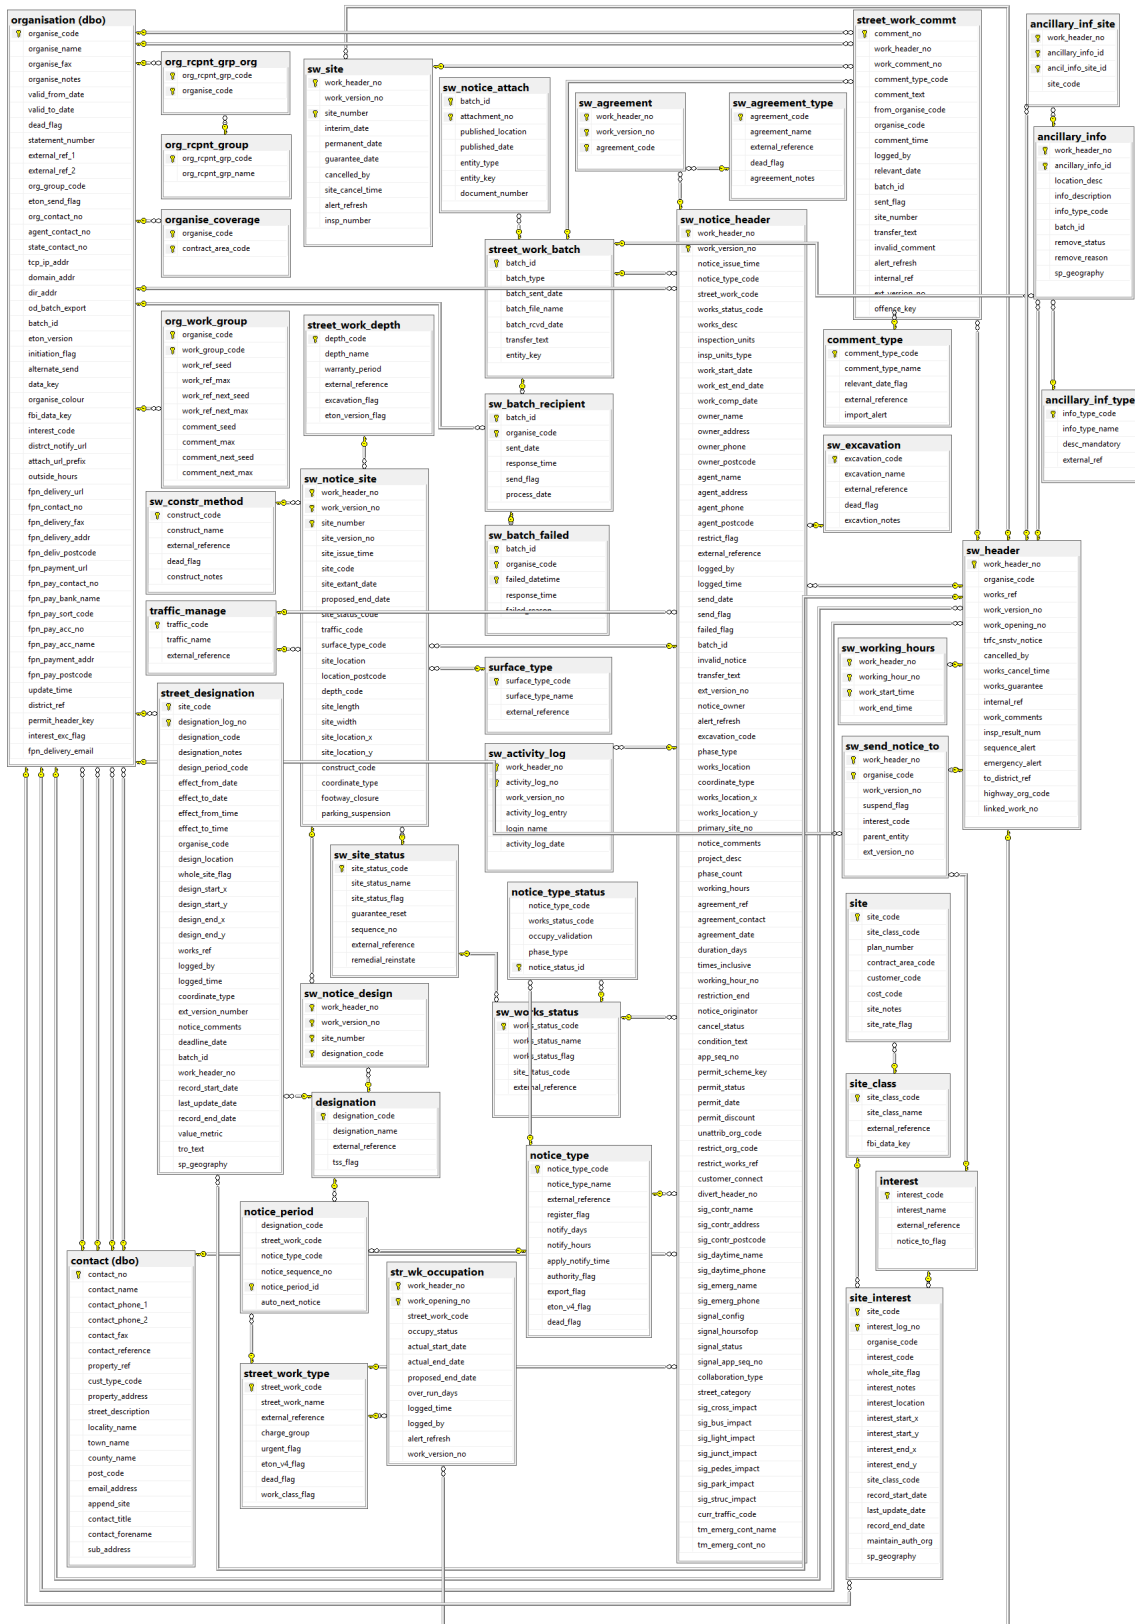 organisation (dbo)
organise_code
organise_name
organise_fax
organise_notes
valid_from_date
valid_to_date
dead_flag
statement_number
external_ref_1
external_ref_2
org_group_code
eton_send_flag
org_contact_no
agent_contact_no
state_contact_no
tcp_ip_addr
domain_addr
dir_addr
od_batch_export
batch_id
eton_version
initiation_flag
alternate_send
data_key
organise_colour
fbi_data_key
interest_code
distrct_notify_url
attach_url_prefix
outside_hours
fpn_delivery_url
fpn_contact_no
fpn_delivery_fax
fpn_delivery_addr
fpn_deliv_postcode
fpn_payment_url
fpn_pay_contact_no
fpn_pay_bank_name
fpn_pay_sort_code
fpn_pay_acc_no
fpn_pay_acc_name
fpn_payment_addr
fpn_pay_postcode
update_time
district_ref
permit_header_key
interest_exc_flag
fpn_delivery_email
org_rcpnt_grp_org
org_rcpnt_grp_code
organise_code
org_rcpnt_group
org_rcpnt_grp_code
org_rcpnt_grp_name
organise_coverage
organise_code
contract_area_code
org_work_group
organise_code
work_group_code
work_ref_seed
work_ref_max
work_ref_next_seed
work_ref_next_max
comment_seed
comment_max
comment_next_seed
comment_next_max
sw_constr_method
construct_code
construct_name
external_reference
dead_flag
construct_notes
traffic_manage
traffic_code
traffic_name
external_reference
street_designation
site_code
designation_log_no
designation_code
designation_notes
design_period_code
effect_from_date
effect_to_date
effect_from_time
effect_to_time
organise_code
design_location
whole_site_flag
design_start_x
design_start_y
design_end_x
design_end_y
works_ref
logged_by
logged_time
coordinate_type
ext_version_number
notice_comments
deadline_date
batch_id
work_header_no
record_start_date
last_update_date
record_end_date
value_metric
tro_text
sp_geography
contact (dbo)
contact_no
contact_name
contact_phone_1
contact_phone_2
contact_fax
contact_reference
property_ref
cust_type_code
property_address
street_description
locality_name
town_name
county_name
post_code
email_address
append_site
contact_title
contact_forename
sub_address
sw_site
work_header_no
work_version_no
site_number
interim_date
permanent_date
guarantee_date
cancelled_by
site_cancel_time
alert_refresh
insp_number
street_work_depth
depth_code
depth_name
warranty_period
external_reference
excavation_flag
eton_version_flag
sw_notice_site
work_header_no
work_version_no
site_number
site_version_no
site_issue_time
site_code
site_extant_date
proposed_end_date
site_status_code
traffic_code
surface_type_code
site_location
location_postcode
depth_code
site_length
site_width
site_location_x
site_location_y
construct_code
coordinate_type
footway_closure
parking_suspension
sw_site_status
site_status_code
site_status_name
site_status_flag
guarantee_reset
sequence_no
external_reference
remedial_reinstate
sw_notice_design
work_header_no
work_version_no
site_number
designation_code
designation
designation_code
designation_name
external_reference
tss_flag
notice_period
designation_code
street_work_code
notice_type_code
notice_sequence_no
notice_period_id
auto_next_notice
street_work_type
street_work_code
street_work_name
external_reference
charge_group
urgent_flag
eton_v4_flag
dead_flag
work_class_flag
str_wk_occupation
work_header_no
work_opening_no
street_work_code
occupy_status
actual_start_date
actual_end_date
proposed_end_date
over_run_days
logged_time
logged_by
alert_refresh
work_version_no
sw_notice_attach
batch_id
attachment_no
published_location
published_date
entity_type
entity_key
document_number
street_work_batch
batch_id
batch_type
batch_sent_date
batch_file_name
batch_rcvd_date
transfer_text
entity_key
sw_batch_recipient
batch_id
organise_code
sent_date
response_time
send_flag
process_date
sw_batch_failed
batch_id
organise_code
failed_datetime
response_time
failed_reason
surface_type
surface_type_code
surface_type_name
external_reference
sw_activity_log
work_header_no
activity_log_no
work_version_no
activity_log_entry
login_name
activity_log_date
notice_type_status
notice_type_code
works_status_code
occupy_validation
phase_type
notice_status_id
sw_works_status
works_status_code
works_status_name
works_status_flag
site_status_code
external_reference
notice_type
notice_type_code
notice_type_name
external_reference
register_flag
notify_days
notify_hours
apply_notify_time
authority_flag
export_flag
eton_v4_flag
dead_flag
sw_agreement
work_header_no
work_version_no
agreement_code
sw_agreement_type
agreement_code
agreement_name
external_reference
dead_flag
agreeement_notes
sw_notice_header
work_header_no
work_version_no
notice_issue_time
notice_type_code
street_work_code
works_status_code
works_desc
inspection_units
insp_units_type
work_start_date
work_est_end_date
work_comp_date
owner_name
owner_address
owner_phone
owner_postcode
agent_name
agent_address
agent_phone
agent_postcode
restrict_flag
external_reference
logged_by
logged_time
send_date
send_flag
failed_flag
batch_id
invalid_notice
transfer_text
ext_version_no
notice_owner
alert_refresh
excavation_code
phase_type
works_location
coordinate_type
works_location_x
works_location_y
primary_site_no
notice_comments
project_desc
phase_count
working_hours
agreement_ref
agreement_contact
agreement_date
duration_days
times_inclusive
working_hour_no
restriction_end
notice_originator
cancel_status
condition_text
app_seq_no
permit_scheme_key
permit_status
permit_date
permit_discount
unattrib_org_code
restrict_org_code
restrict_works_ref
customer_connect
divert_header_no
sig_contr_name
sig_contr_address
sig_contr_postcode
sig_daytime_name
sig_daytime_phone
sig_emerg_name
sig_emerg_phone
signal_config
signal_hoursofop
signal_status
signal_app_seq_no
collaboration_type
street_category
sig_cross_impact
sig_bus_impact
sig_light_impact
sig_junct_impact
sig_pedes_impact
sig_park_impact
sig_struc_impact
curr_traffic_code
tm_emerg_cont_name
tm_emerg_cont_no
street_work_commt
comment_no
work_header_no
work_comment_no
comment_type_code
comment_text
from_organise_code
organise_code
comment_time
logged_by
relevant_date
batch_id
sent_flag
site_number
transfer_text
invalid_comment
alert_refresh
internal_ref
ext_version_no
offence_key
comment_type
comment_type_code
comment_type_name
relevant_date_flag
external_reference
import_alert
sw_excavation
excavation_code
excavation_name
external_reference
dead_flag
excavtion_notes
sw_working_hours
work_header_no
working_hour_no
work_start_time
work_end_time
sw_send_notice_to
work_header_no
organise_code
work_version_no
suspend_flag
interest_code
parent_entity
ext_version_no
site
site_code
site_class_code
plan_number
contract_area_code
customer_code
cost_code
site_notes
site_rate_flag
site_class
site_class_code
site_class_name
external_reference
fbi_data_key
interest
interest_code
interest_name
external_reference
notice_to_flag
site_interest
site_code
interest_log_no
organise_code
interest_code
whole_site_flag
interest_notes
interest_location
interest_start_x
interest_start_y
interest_end_x
interest_end_y
site_class_code
record_start_date
last_update_date
record_end_date
maintain_auth_org
sp_geography
ancillary_inf_site
work_header_no
ancillary_info_id
ancil_info_site_id
site_code
ancillary_info
work_header_no
ancillary_info_id
location_desc
info_description
info_type_code
batch_id
remove_status
remove_reason
sp_geography
ancillary_inf_type
info_type_code
info_type_name
desc_mandatory
external_ref
sw_header
work_header_no
organise_code
works_ref
work_version_no
work_opening_no
trfc_snstv_notice
cancelled_by
works_cancel_time
works_guarantee
internal_ref
work_comments
insp_result_num
sequence_alert
emergency_alert
to_district_ref
highway_org_code
linked_work_no